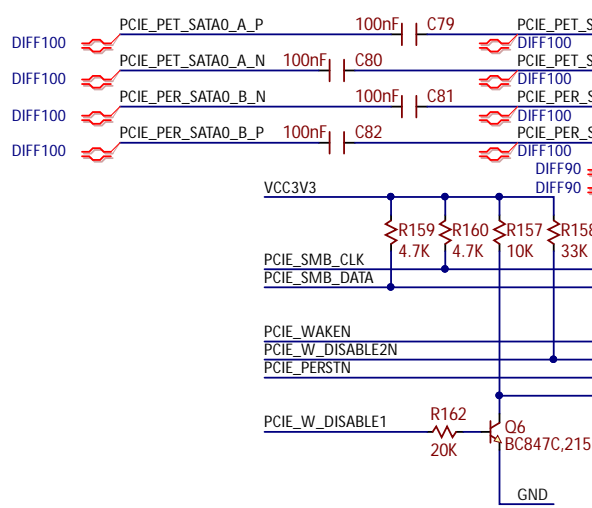 PCIE_PET_SATA0_A_P 100nF C79 PCIE_PET_S
DIFF100 DIFF100
PCIE_PET_SATA0_A_N 100nF C80 PCIE_PET_S
DIFF100 DIFF100
PCIE_PER_SATA0_B_N 100nF C81 PCIE_PER_S
DIFF100 DIFF100
PCIE_PER_SATA0_B_P 100nF C82 PCIE_PER_S
DIFF100 DIFF100
DIFF90
VCC3V3 DIFF90
R159 R160 R157 R158
4.7K 4.7K 10K 33K
PCIE_SMB_CLK
PCIE_SMB_DATA
PCIE_WAKEN
PCIE_W_DISABLE2N
PCIE_PERSTN
PCIE_W_DISABLE1 R162 Q6
20K BC847C,215
GND